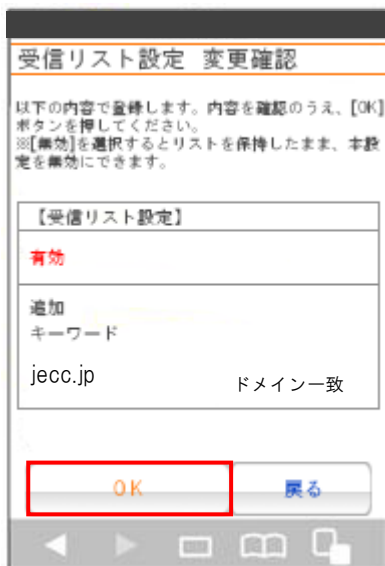 受信リスト設定 変更確認
以下の内容で登録します。内容を確認のうえ、[OK]
ボタンを押してください。
※[無効]を選択するとリストを保持したまま、本設
定を無効にできます。
【受信リスト設定】
有効
追加
キーワード
jecc.jp ドメイン一致
OK 戻る